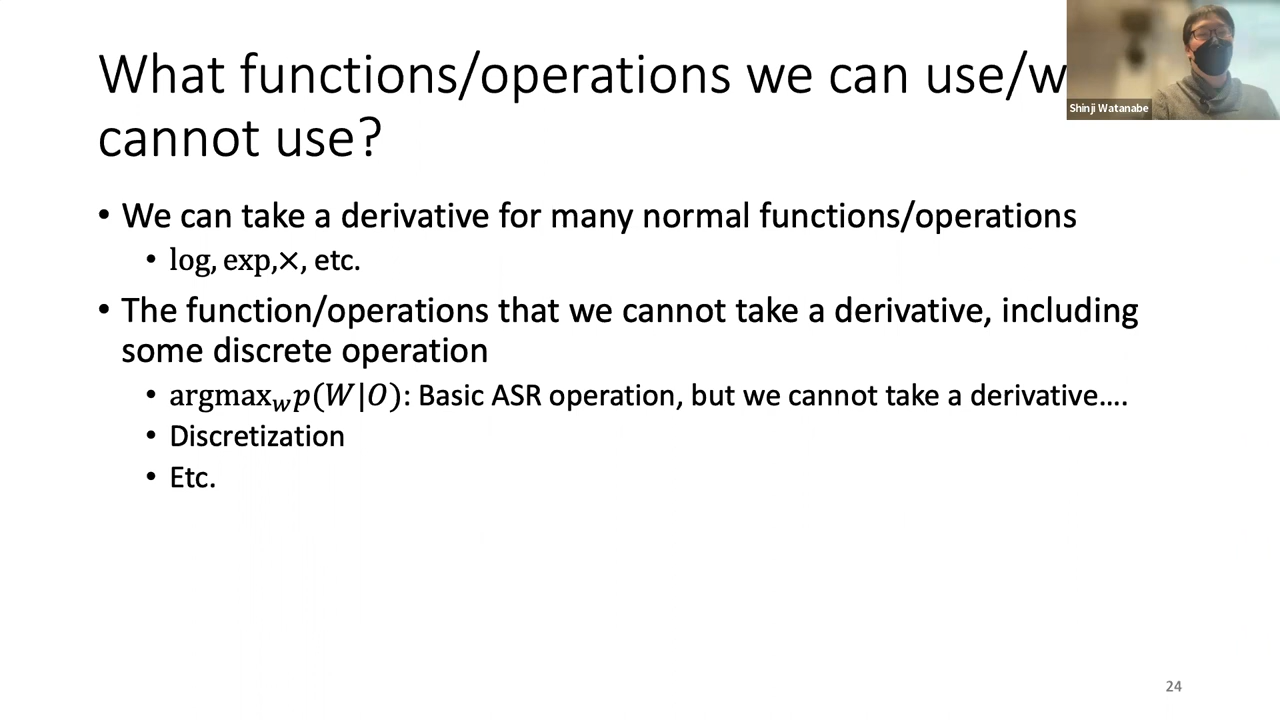 What functions/operations we can use/w
cannot use?
Shinji Watanabe
• We can take a derivative for many normal functions/operations
• log, exp,×, etc.
• The function/operations that we cannot take a derivative, including
some discrete operation
• argmax_w p(W|O): Basic ASR operation, but we cannot take a derivative….
• Discretization
• Etc.
24